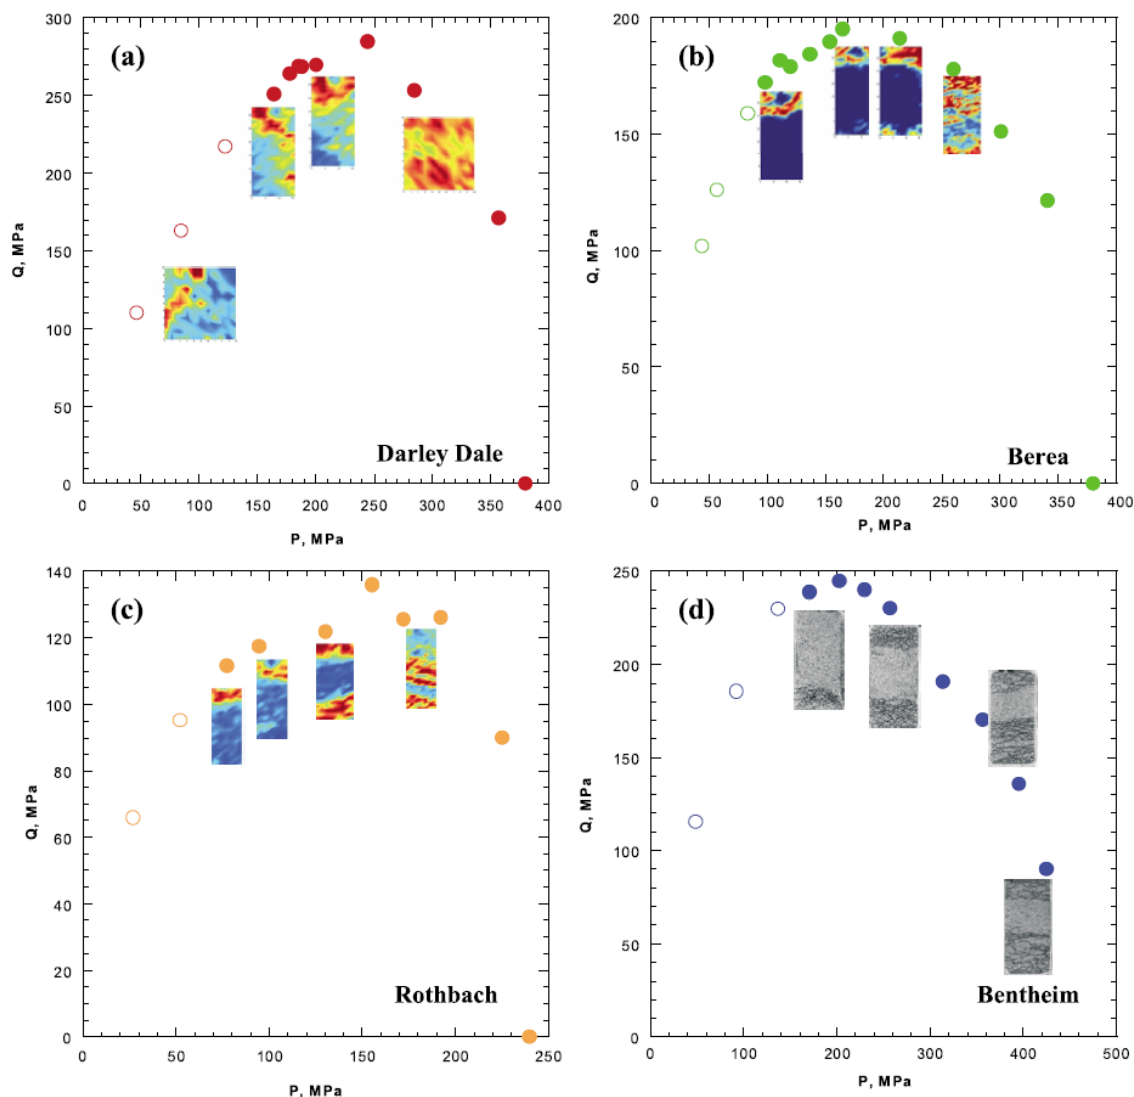 (a)
300
250
200
150
100
50
0
Q, MPa
Darley Dale
0 50 100 150 200 250 300 350 400
P, MPa
(b)
200
150
100
50
0
Q, MPa
Berea
0 50 100 150 200 250 300 350 400
P, MPa
(c)
140
120
100
80
60
40
20
0
Q, MPa
Rothbach
0 50 100 150 200 250
P, MPa
(d)
250
200
150
100
50
0
Q, MPa
Bentheim
0 100 200 300 400 500
P, MPa